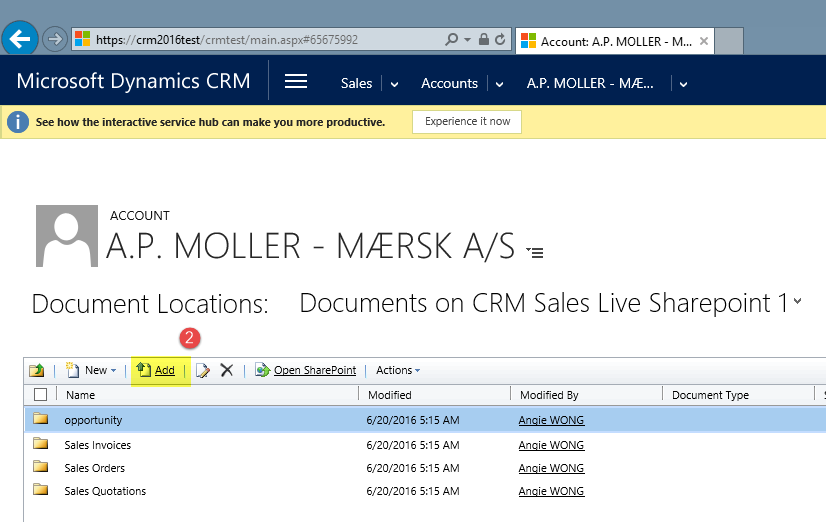 https://crm2016test/crmtest/main.aspx#65675992
Account: A.P. MOLLER - M...
Microsoft Dynamics CRM Sales Accounts A.P. MOLLER - MÆ...
See how the interactive service hub can make you more productive. Experience it now
ACCOUNT
A.P. MOLLER - MÆRSK A/S
Document Locations: Documents on CRM Sales Live Sharepoint 1
2
New Add Open SharePoint Actions
Name Modified Modified By Document Type S
opportunity 6/20/2016 5:15 AM Angie WONG
Sales Invoices 6/20/2016 5:15 AM Angie WONG
Sales Orders 6/20/2016 5:15 AM Angie WONG
Sales Quotations 6/20/2016 5:15 AM Angie WONG